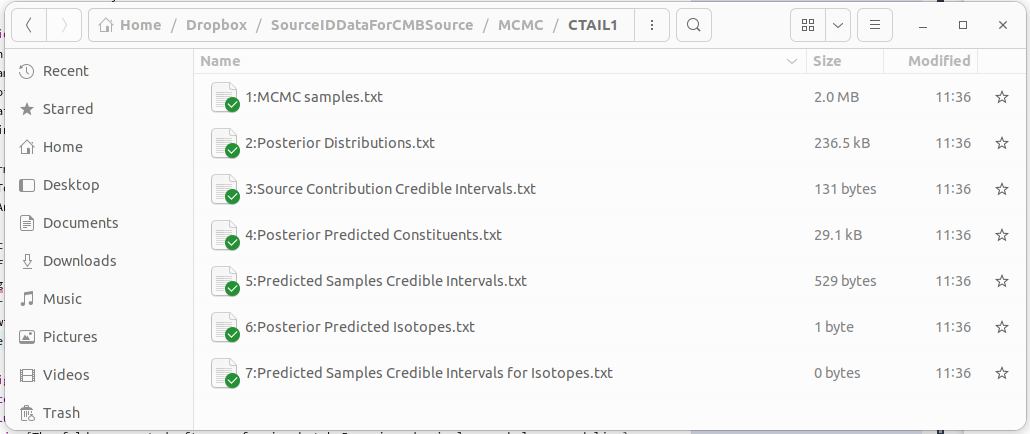 Home / Dropbox / SourceIDDataForCMBSource / MCMC / CTAIL1
Recent
Starred
Home
Desktop
Documents
Downloads
Music
Pictures
Videos
Trash
Name Size Modified
1:MCMC samples.txt 2.0 MB 11:36
2:Posterior Distributions.txt 236.5 kB 11:36
3:Source Contribution Credible Intervals.txt 131 bytes 11:36
4:Posterior Predicted Constituents.txt 29.1 kB 11:36
5:Predicted Samples Credible Intervals.txt 529 bytes 11:36
6:Posterior Predicted Isotopes.txt 1 byte 11:36
7:Predicted Samples Credible Intervals for Isotopes.txt 0 bytes 11:36